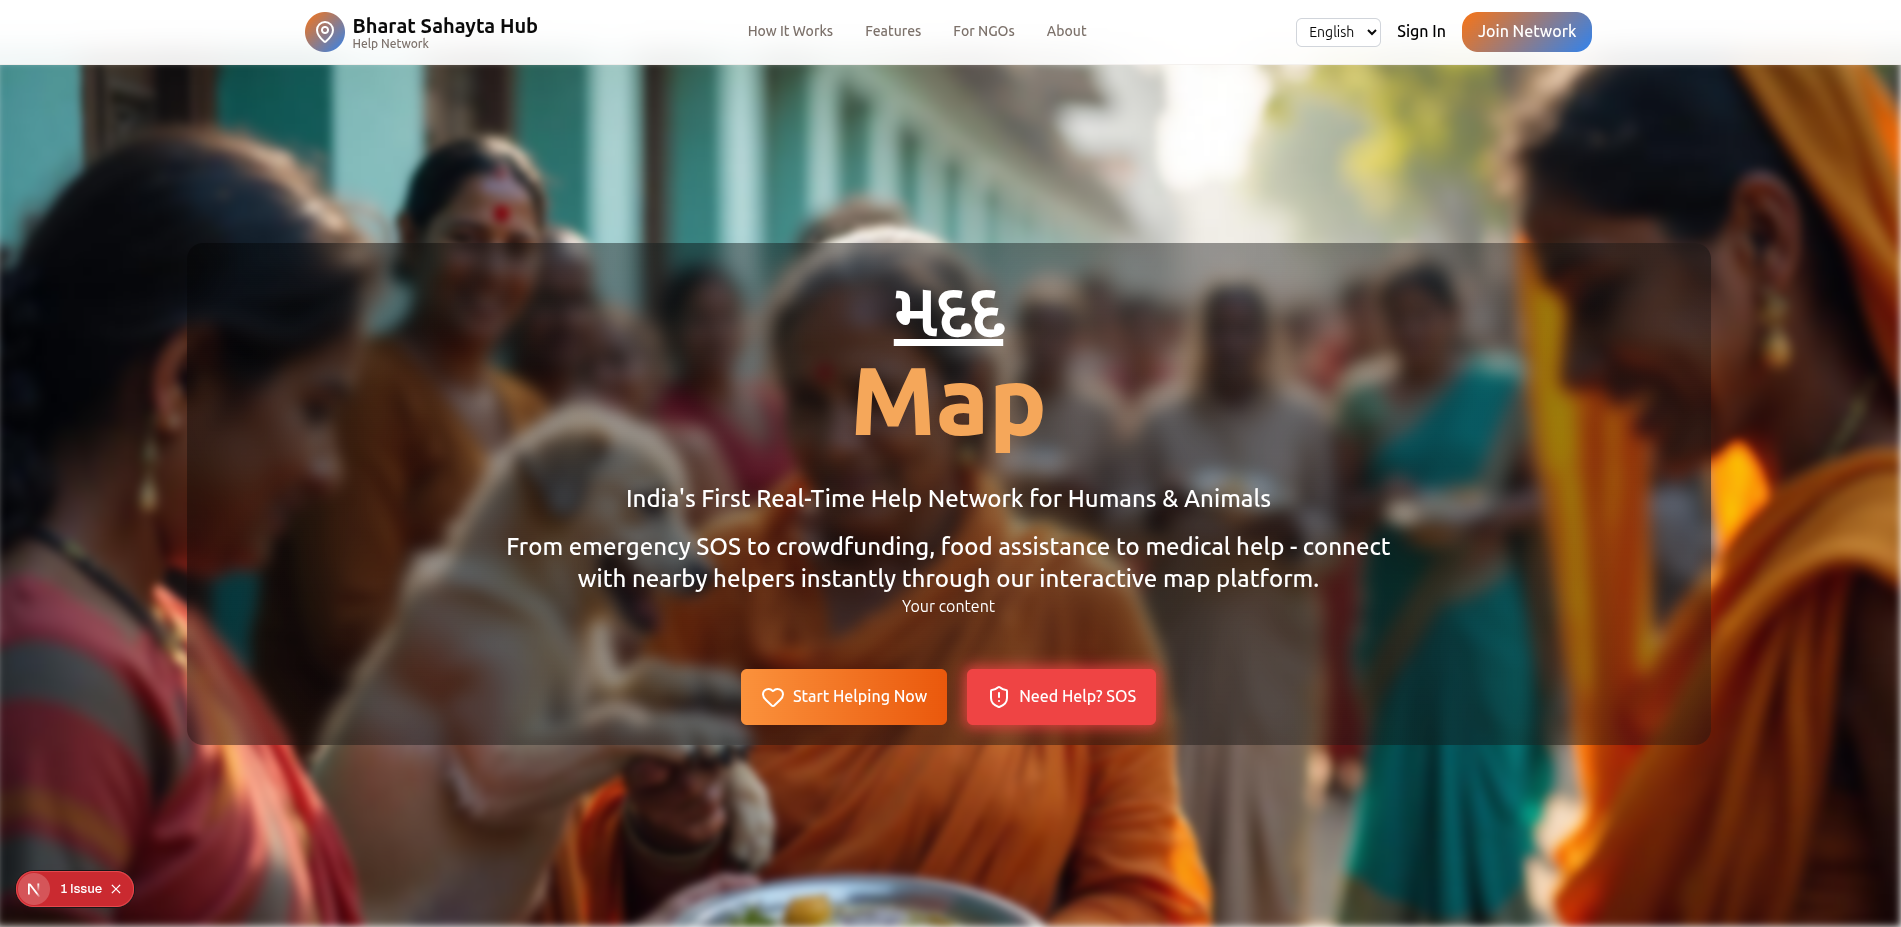 Bharat Sahayta Hub
Help Network
How It Works
Features
For NGOs
About
English
Sign In
Join Network
મદદ
Map
India's First Real-Time Help Network for Humans & Animals
From emergency SOS to crowdfunding, food assistance to medical help - connect
with nearby helpers instantly through our interactive map platform.
Your content
Start Helping Now
Need Help? SOS
N
1 Issue